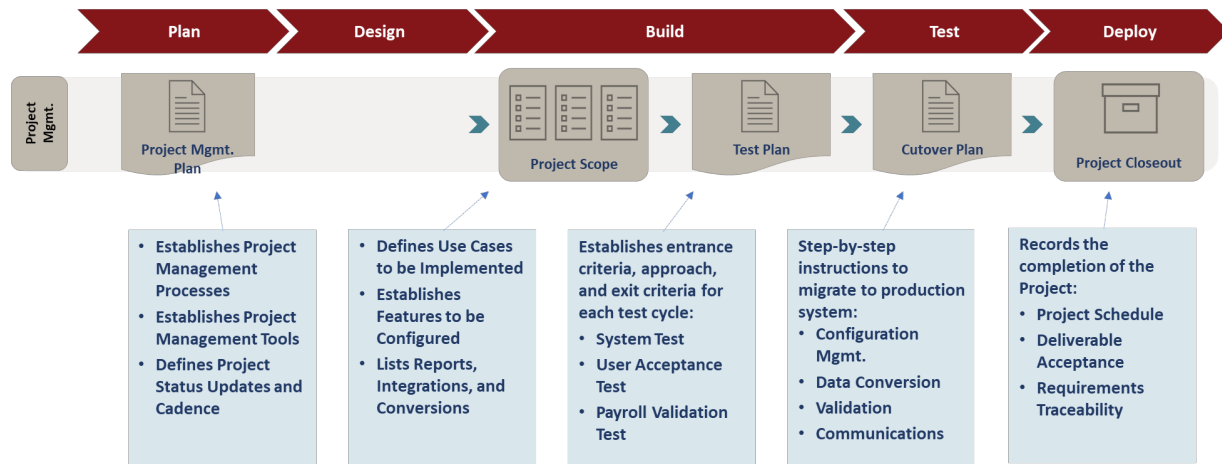 Plan
Design
Build
Test
Deploy
Project
Mgmt.
Project Mgmt.
Plan
Project Scope
Test Plan
Cutover Plan
Project Closeout
• Establishes Project
Management
Processes
• Establishes Project
Management Tools
• Defines Project
Status Updates and
Cadence
• Defines Use Cases
to be Implemented
• Establishes
Features to be
Configured
• Lists Reports,
Integrations, and
Conversions
Establishes entrance
criteria, approach,
and exit criteria for
each test cycle:
• System Test
• User Acceptance
Test
• Payroll Validation
Test
Step-by-step
instructions to
migrate to production
system:
• Configuration
Mgmt.
• Data Conversion
• Validation
• Communications
Records the
completion of the
Project:
• Project Schedule
• Deliverable
Acceptance
• Requirements
Traceability